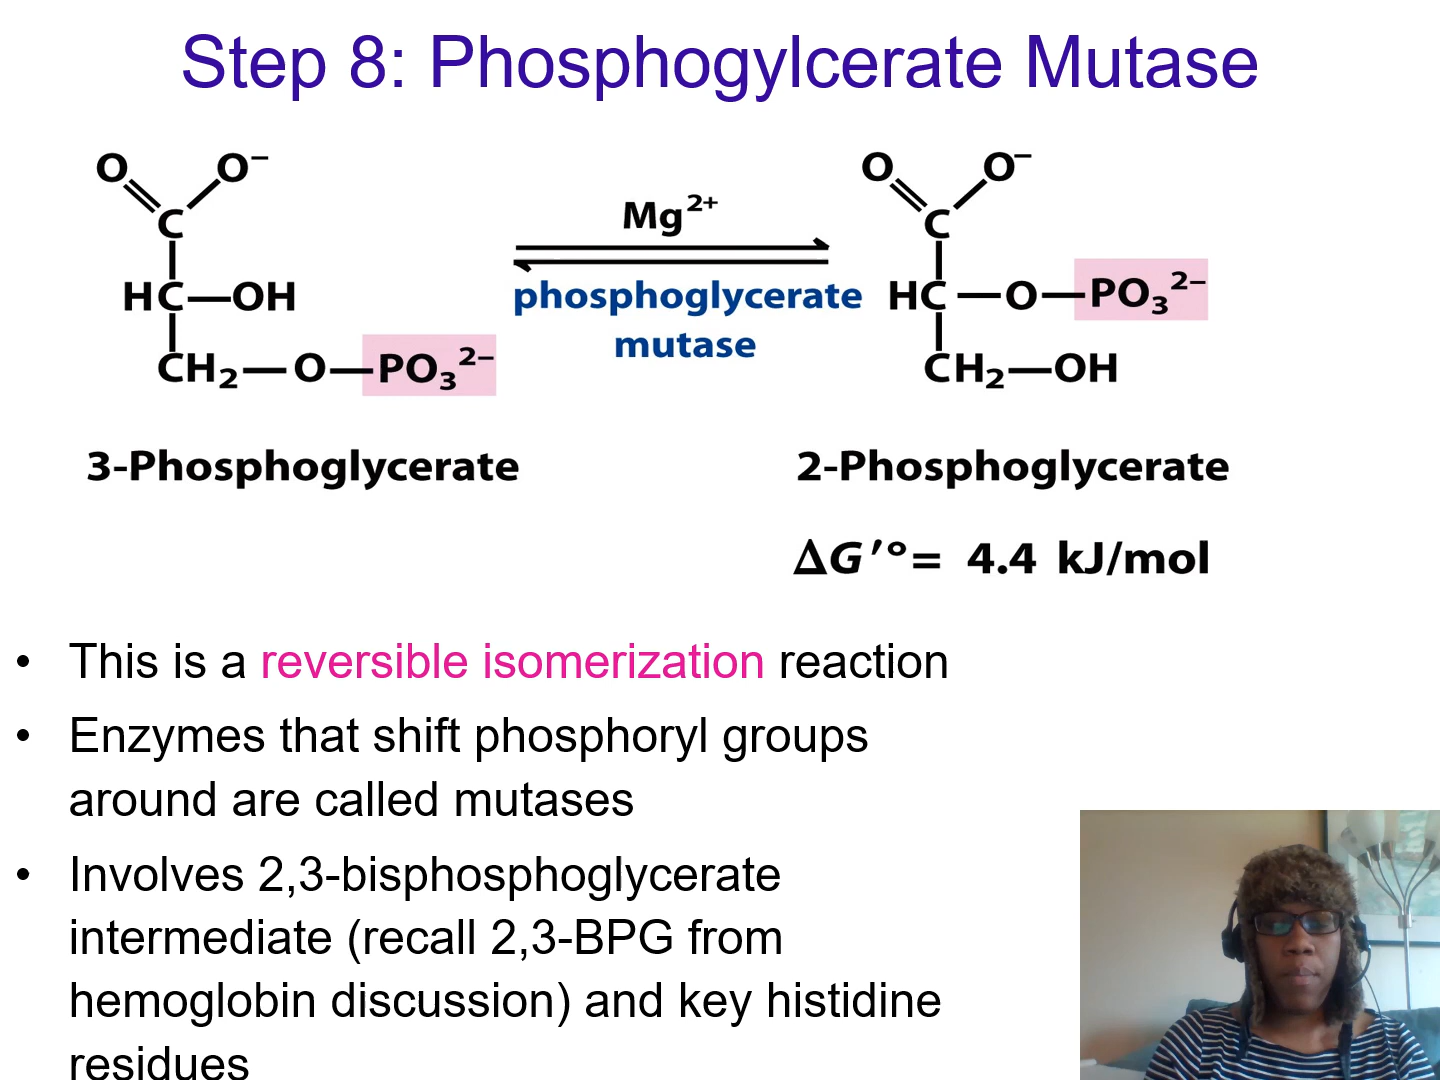 Step 8: Phosphogylcerate Mutase
O O⁻
C
HC—OH
CH₂—O—PO₃²⁻
3-Phosphoglycerate
Mg²⁺
phosphoglycerate
mutase
O O⁻
C
HC—O—PO₃²⁻
CH₂—OH
2-Phosphoglycerate
ΔG′°= 4.4 kJ/mol
• This is a reversible isomerization reaction
• Enzymes that shift phosphoryl groups
around are called mutases
• Involves 2,3-bisphosphoglycerate
intermediate (recall 2,3-BPG from
hemoglobin discussion) and key histidine
residues